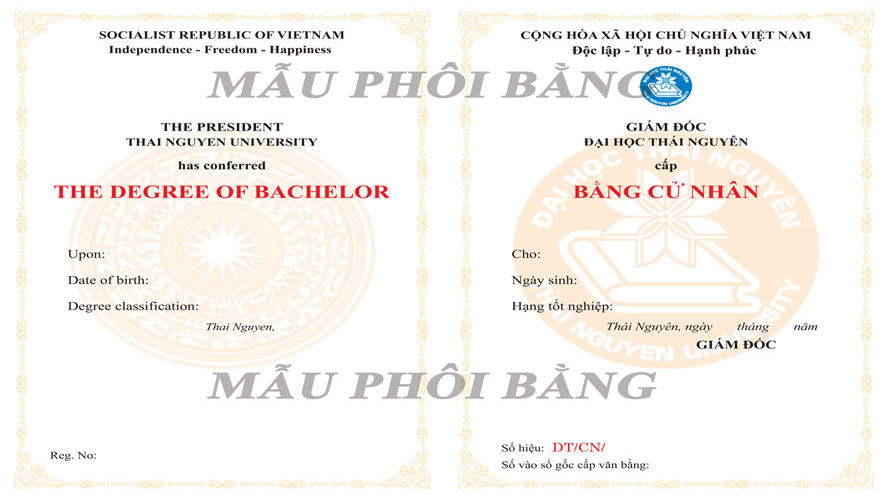 SOCIALIST REPUBLIC OF VIETNAM
Independence - Freedom - Happiness
THE PRESIDENT
THAI NGUYEN UNIVERSITY
has conferred
THE DEGREE OF BACHELOR
Upon:
Date of birth:
Degree classification:
Thai Nguyen,
Reg. No:
CỘNG HÒA XÃ HỘI CHỦ NGHĨA VIỆT NAM
Độc lập - Tự do - Hạnh phúc
ĐẠI HỌC THÁI NGUYÊN
THAI NGUYEN UNIVERSITY
GIÁM ĐỐC
ĐẠI HỌC THÁI NGUYÊN
cấp
BẰNG CỬ NHÂN
Cho:
Ngày sinh:
Hạng tốt nghiệp:
Thái Nguyên, ngày tháng năm
GIÁM ĐỐC
Số hiệu: DT/CN/
Số vào sổ gốc cấp văn bằng:
ĐẠI HỌC THÁI NGUYÊN
THAI NGUYEN UNIVERSITY
MẪU PHÔI BẰNG
MẪU PHÔI BẰNG